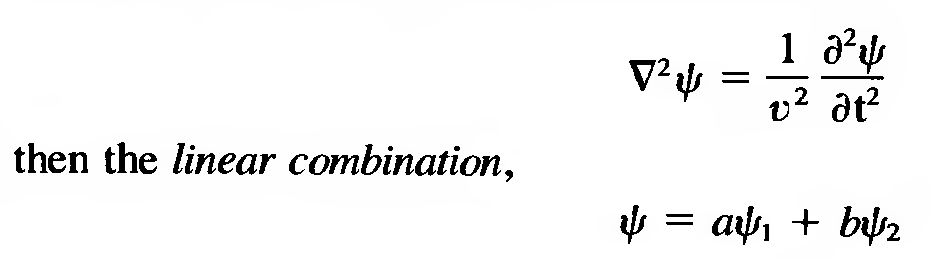 ∇²ψ = 1/v² ∂²ψ/∂t²
then the linear combination,
ψ = aψ₁ + bψ₂